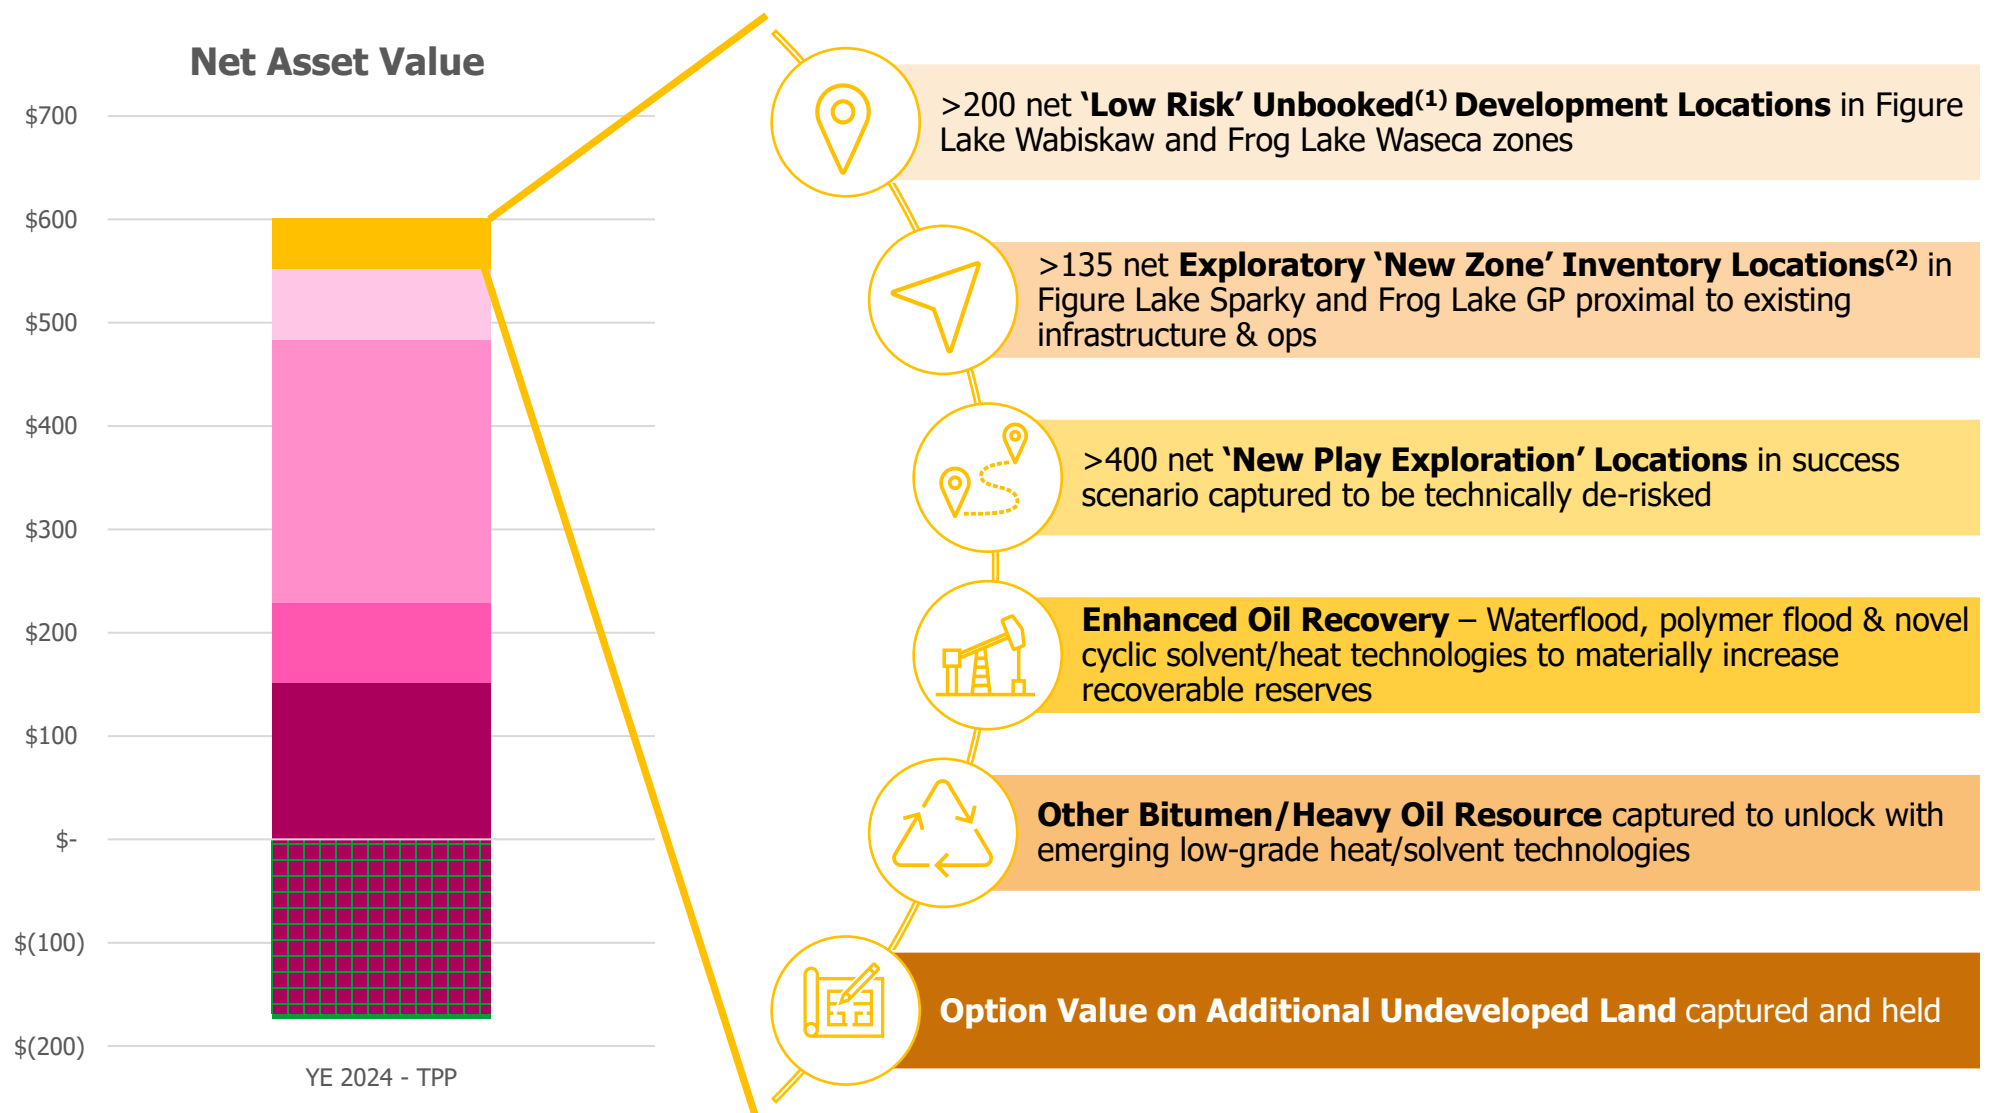 Net Asset Value
$700
$600
$500
$400
$300
$200
$100
$-
$(100)
$(200)
YE 2024 - TPP
>200 net ‘Low Risk’ Unbooked(1) Development Locations in Figure
Lake Wabiskaw and Frog Lake Waseca zones
>135 net Exploratory ‘New Zone’ Inventory Locations(2) in
Figure Lake Sparky and Frog Lake GP proximal to existing
infrastructure & ops
>400 net ‘New Play Exploration’ Locations in success
scenario captured to be technically de-risked
Enhanced Oil Recovery – Waterflood, polymer flood & novel
cyclic solvent/heat technologies to materially increase
recoverable reserves
Other Bitumen/Heavy Oil Resource captured to unlock with
emerging low-grade heat/solvent technologies
Option Value on Additional Undeveloped Land captured and held